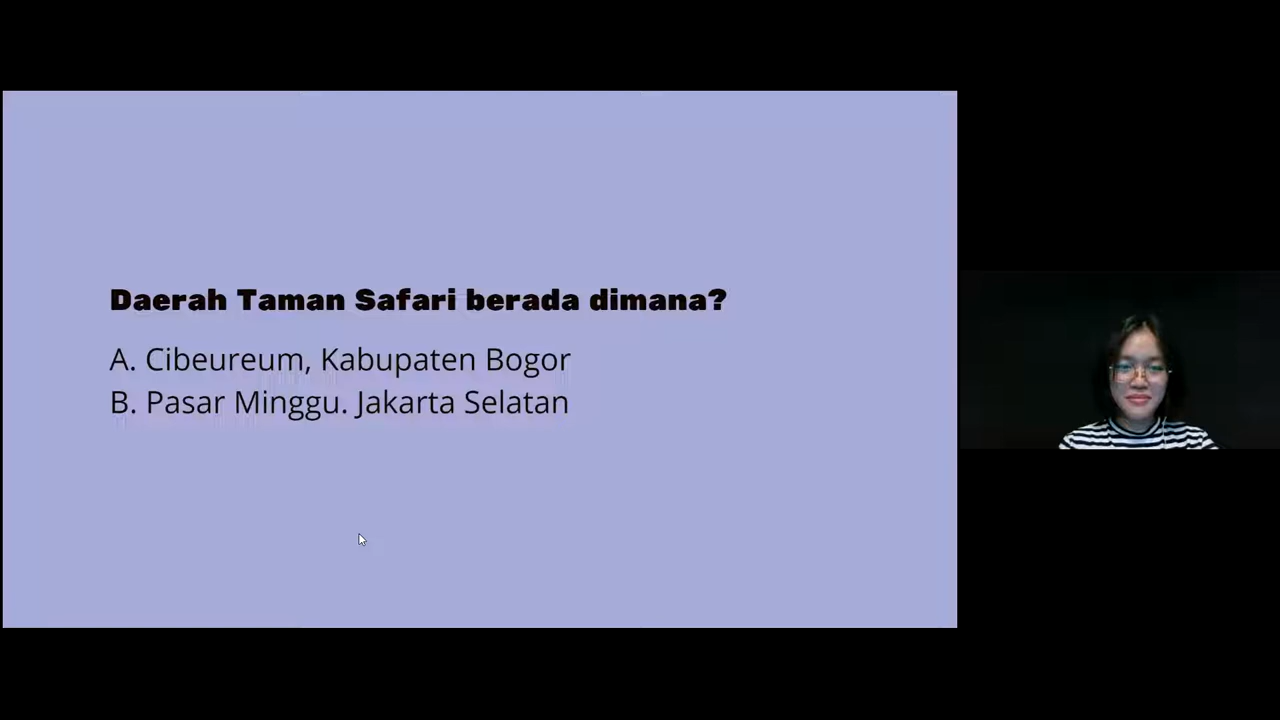 Daerah Taman Safari berada dimana?
A. Cibeureum, Kabupaten Bogor
B. Pasar Minggu. Jakarta Selatan